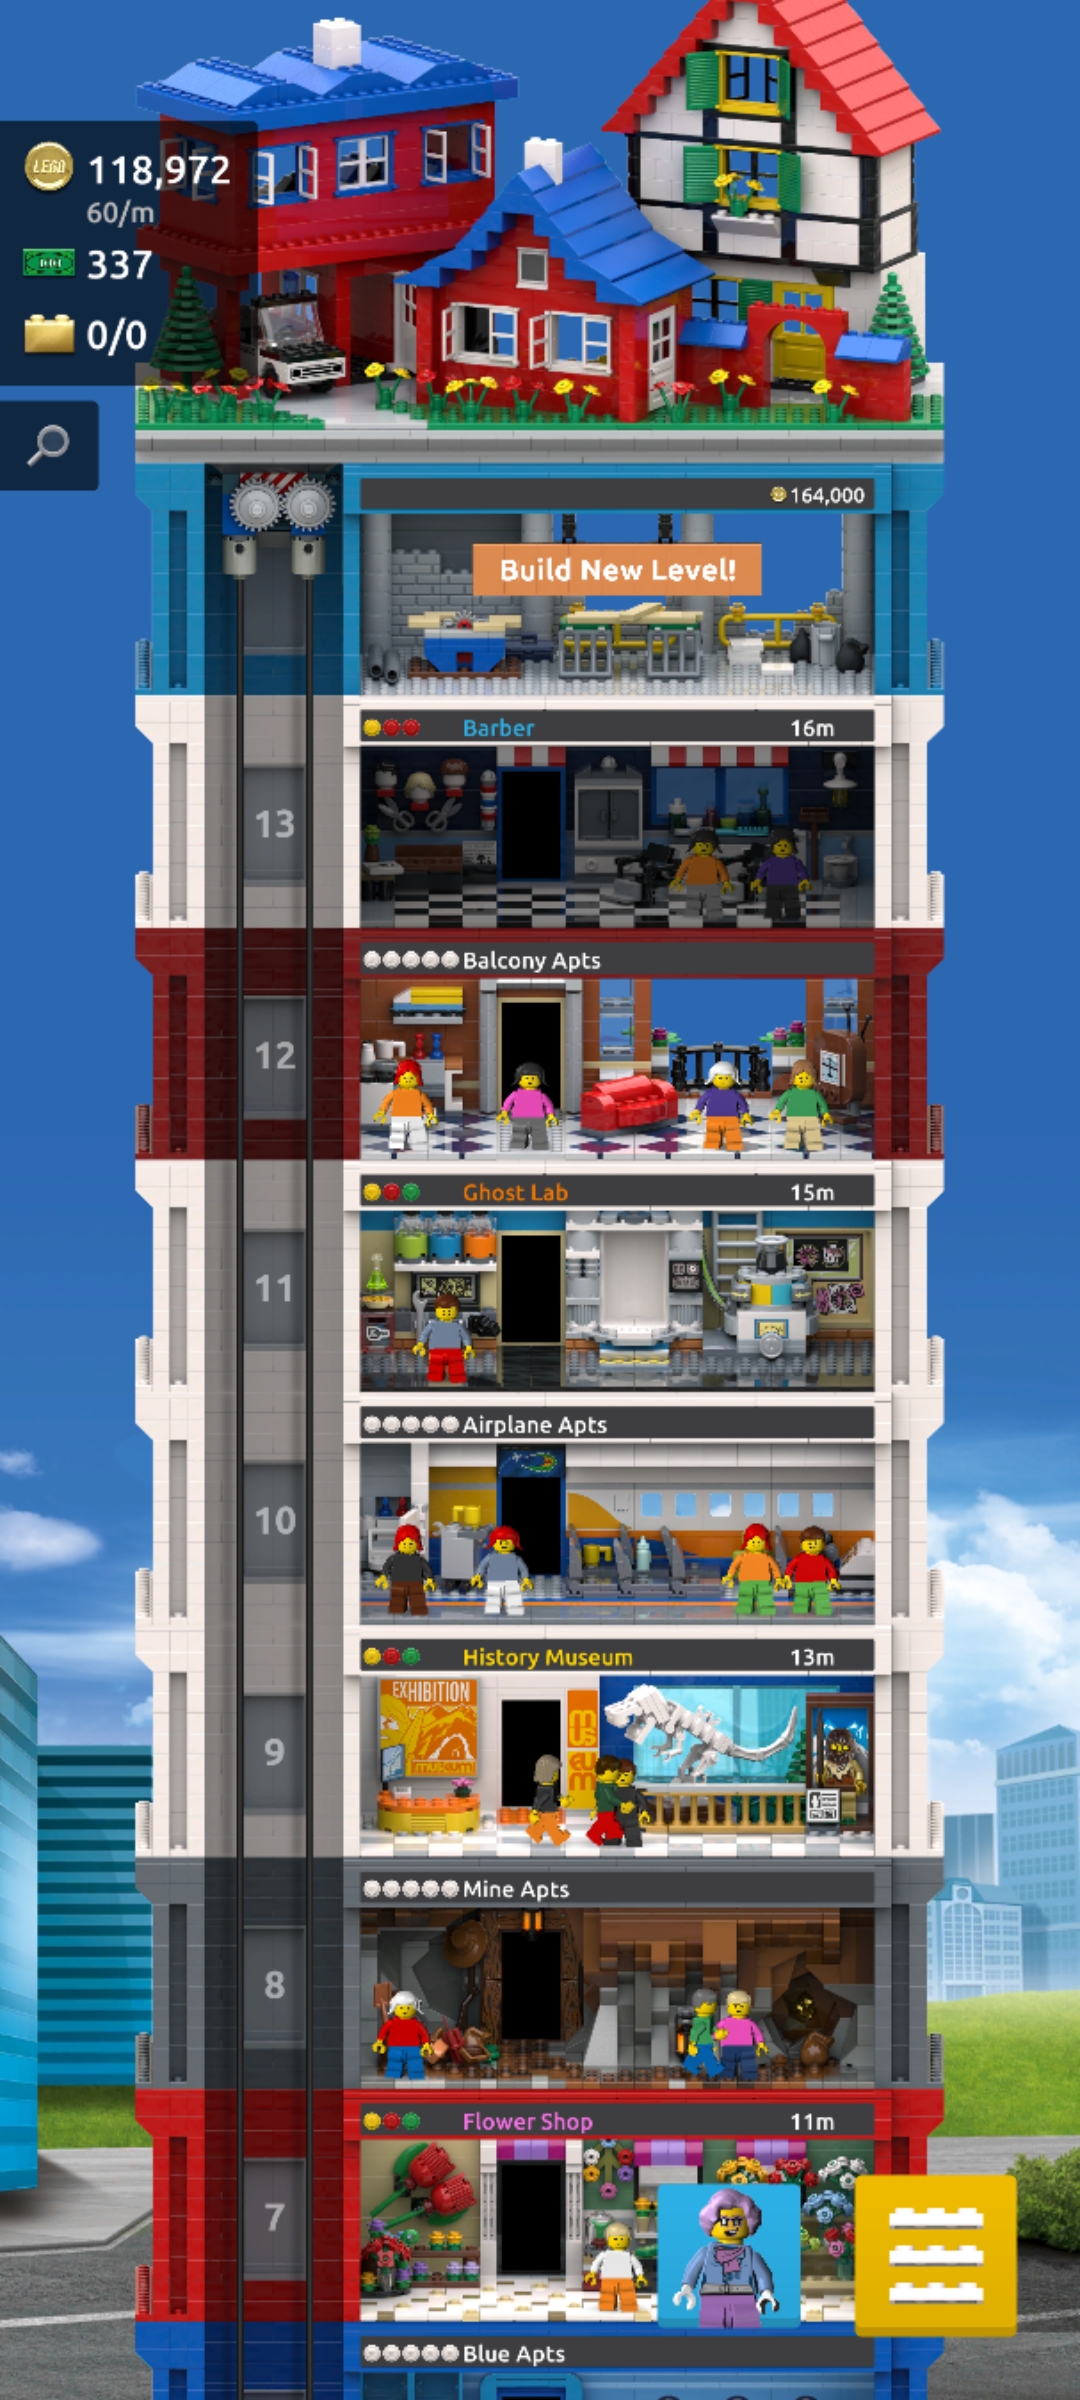 LEGO 118,972
60/m
337
0/0
164,000
Build New Level!
Barber 16m
13
Balcony Apts
12
Ghost Lab 15m
11
Airplane Apts
10
History Museum 13m
EXHIBITION
museum
mus
eum
9
Mine Apts
8
Flower Shop 11m
7
Blue Apts